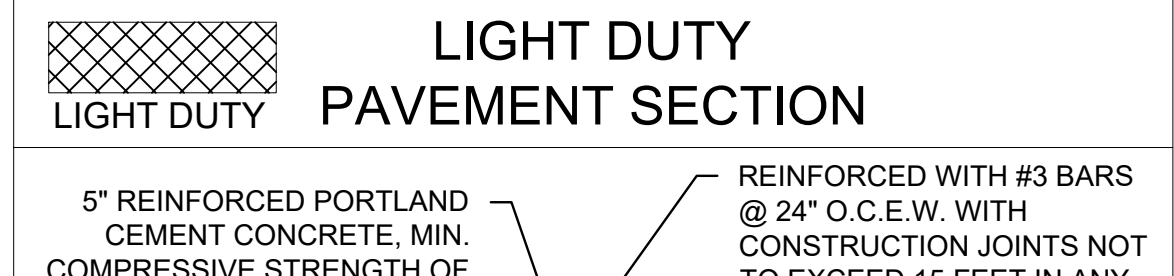 LIGHT DUTY
PAVEMENT SECTION
LIGHT DUTY
5" REINFORCED PORTLAND
CEMENT CONCRETE, MIN.
COMPRESSIVE STRENGTH OF
REINFORCED WITH #3 BARS
@ 24" O.C.E.W. WITH
CONSTRUCTION JOINTS NOT
TO EXCEED 15 FEET IN ANY